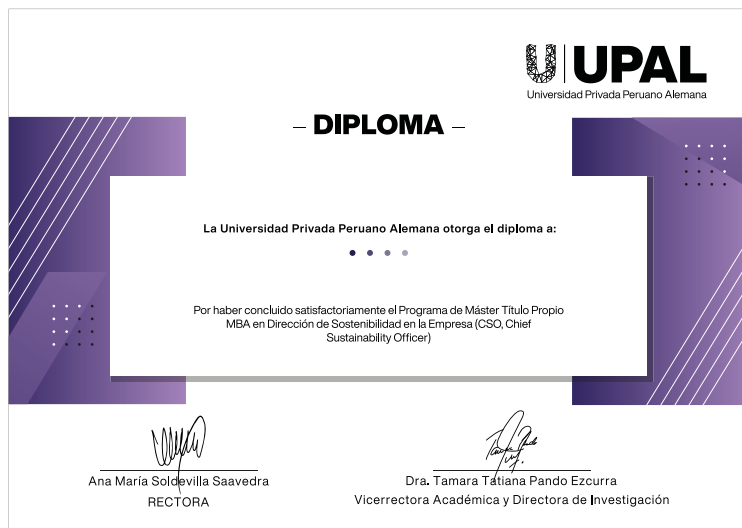 UPAL
Universidad Privada Peruano Alemana
– DIPLOMA –
La Universidad Privada Peruano Alemana otorga el diploma a:
Por haber concluido satisfactoriamente el Programa de Máster Título Propio
MBA en Dirección de Sostenibilidad en la Empresa (CSO, Chief
Sustainability Officer)
Ana María Soldevilla Saavedra
RECTORA
Dra. Tamara Tatiana Pando Ezcurra
Vicerrectora Académica y Directora de Investigación